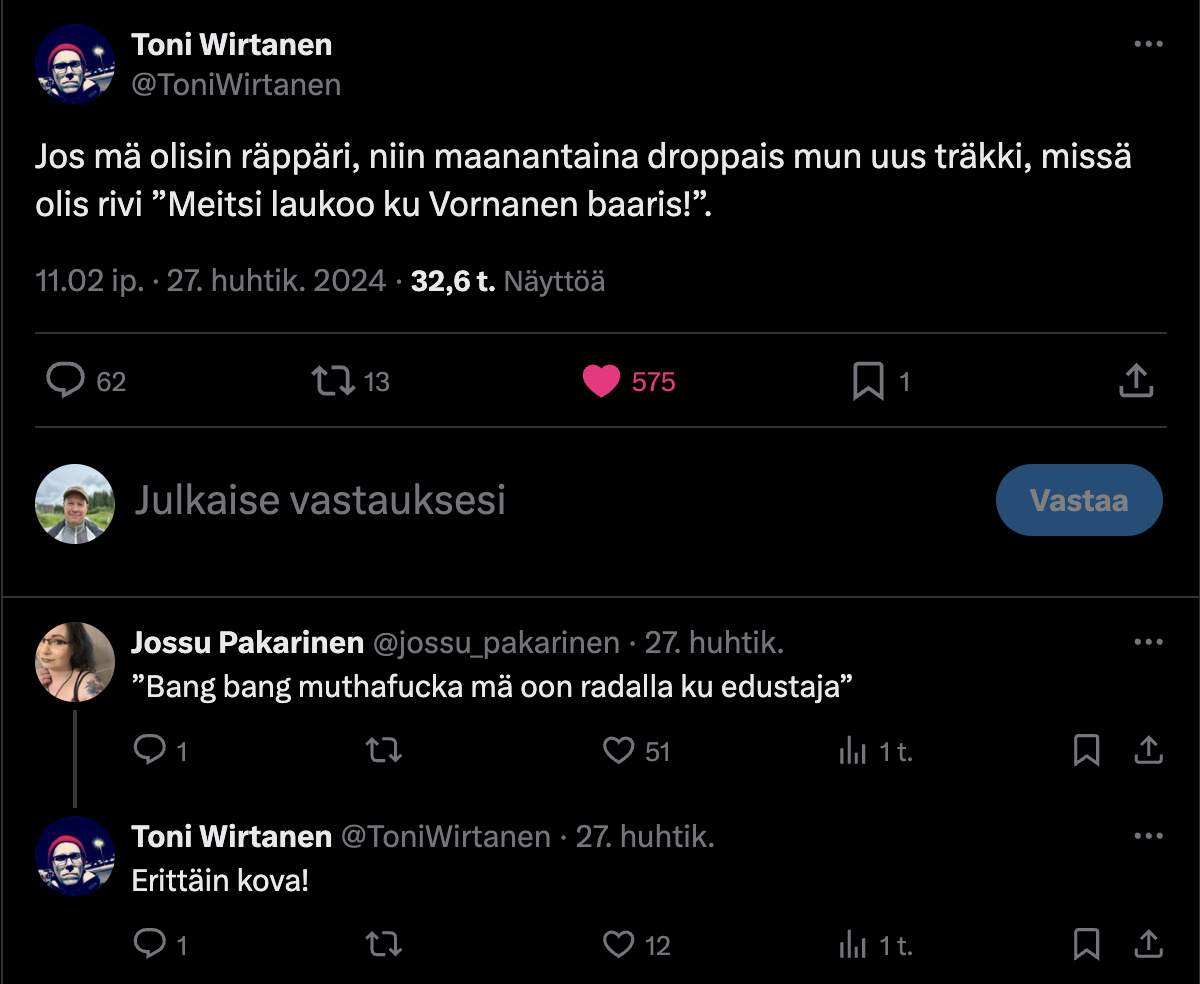 Toni Wirtanen
@ToniWirtanen
Jos mä olisin räppäri, niin maanantaina droppais mun uus träkki, missä
olis rivi ”Meitsi laukoo ku Vornanen baaris!”.
11.02 ip. · 27. huhtik. 2024 · 32,6 t. Näyttöä
62 13 575 1
Julkaise vastauksesi Vastaa
Jossu Pakarinen @jossu_pakarinen · 27. huhtik.
”Bang bang muthafucka mä oon radalla ku edustaja”
1 51 1 t.
Toni Wirtanen @ToniWirtanen · 27. huhtik.
Erittäin kova!
1 12 1 t.